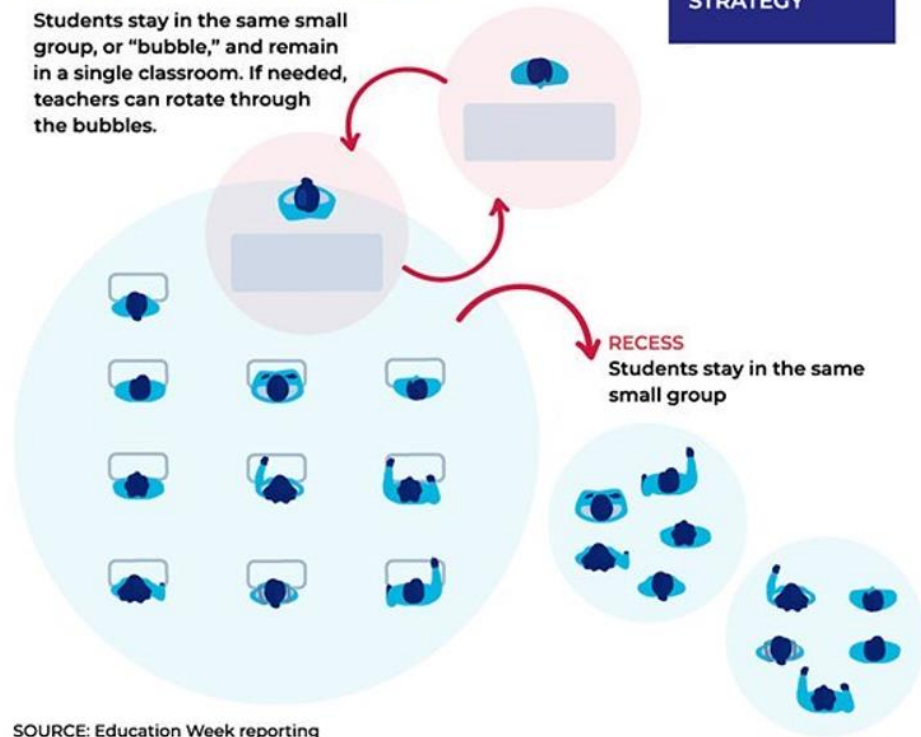 STRATEGY
Students stay in the same small
group, or “bubble,” and remain
in a single classroom. If needed,
teachers can rotate through
the bubbles.
RECESS
Students stay in the same
small group
SOURCE: Education Week reporting